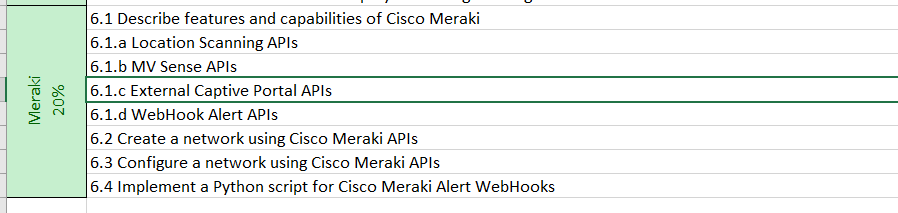 6.1 Describe features and capabilities of Cisco Meraki
6.1.a Location Scanning APIs
6.1.b MV Sense APIs
6.1.c External Captive Portal APIs
6.1.d WebHook Alert APIs
6.2 Create a network using Cisco Meraki APIs
6.3 Configure a network using Cisco Meraki APIs
6.4 Implement a Python script for Cisco Meraki Alert WebHooks
Meraki
20%